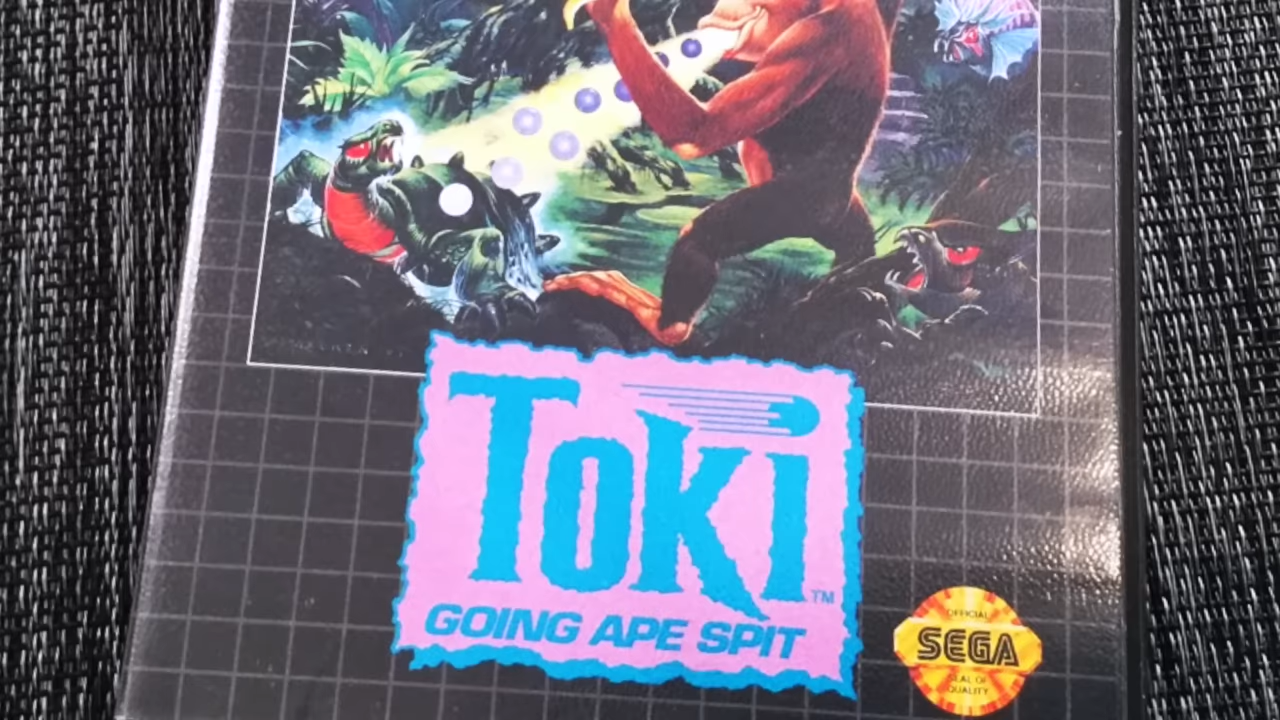 TOKI
TM
GOING APE SPIT
OFFICIAL
SEGA
SEAL OF
QUALITY